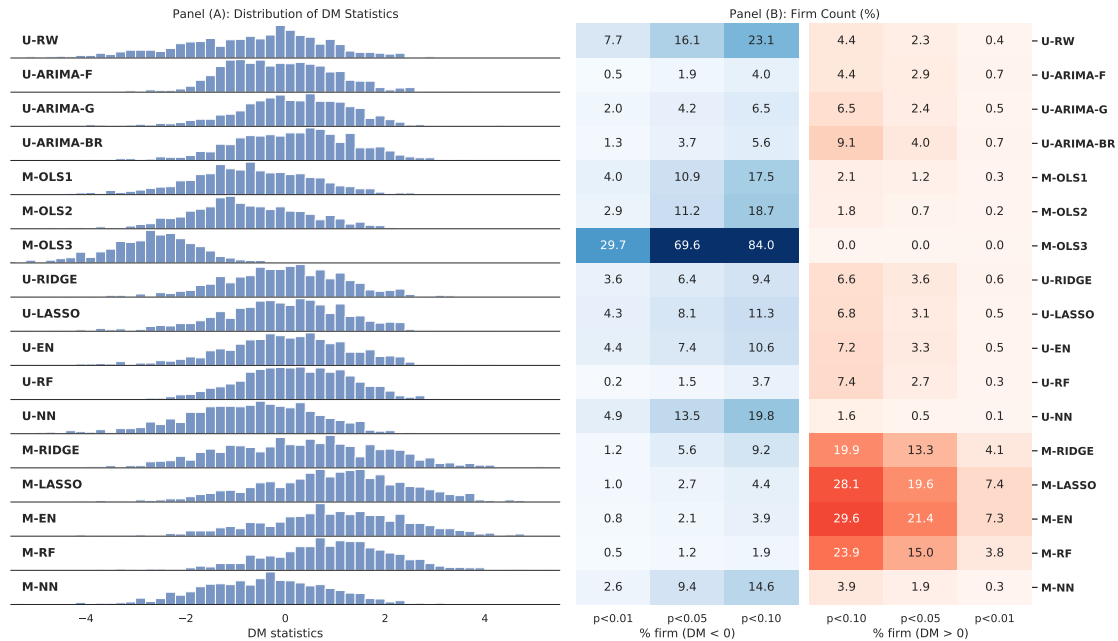 Panel (A): Distribution of DM Statistics
Panel (B): Firm Count (%)
U-RW 7.7 16.1 23.1 4.4 2.3 0.4 U-RW
U-ARIMA-F 0.5 1.9 4.0 4.4 2.9 0.7 U-ARIMA-F
U-ARIMA-G 2.0 4.2 6.5 6.5 2.4 0.5 U-ARIMA-G
U-ARIMA-BR 1.3 3.7 5.6 9.1 4.0 0.7 U-ARIMA-BR
M-OLS1 4.0 10.9 17.5 2.1 1.2 0.3 M-OLS1
M-OLS2 2.9 11.2 18.7 1.8 0.7 0.2 M-OLS2
M-OLS3 29.7 69.6 84.0 0.0 0.0 0.0 M-OLS3
U-RIDGE 3.6 6.4 9.4 6.6 3.6 0.6 U-RIDGE
U-LASSO 4.3 8.1 11.3 6.8 3.1 0.5 U-LASSO
U-EN 4.4 7.4 10.6 7.2 3.3 0.5 U-EN
U-RF 0.2 1.5 3.7 7.4 2.7 0.3 U-RF
U-NN 4.9 13.5 19.8 1.6 0.5 0.1 U-NN
M-RIDGE 1.2 5.6 9.2 19.9 13.3 4.1 M-RIDGE
M-LASSO 1.0 2.7 4.4 28.1 19.6 7.4 M-LASSO
M-EN 0.8 2.1 3.9 29.6 21.4 7.3 M-EN
M-RF 0.5 1.2 1.9 23.9 15.0 3.8 M-RF
M-NN 2.6 9.4 14.6 3.9 1.9 0.3 M-NN
−4 −2 0 2 4 p<0.01 p<0.05 p<0.10 p<0.10 p<0.05 p<0.01
DM statistics % firm (DM < 0) % firm (DM > 0)